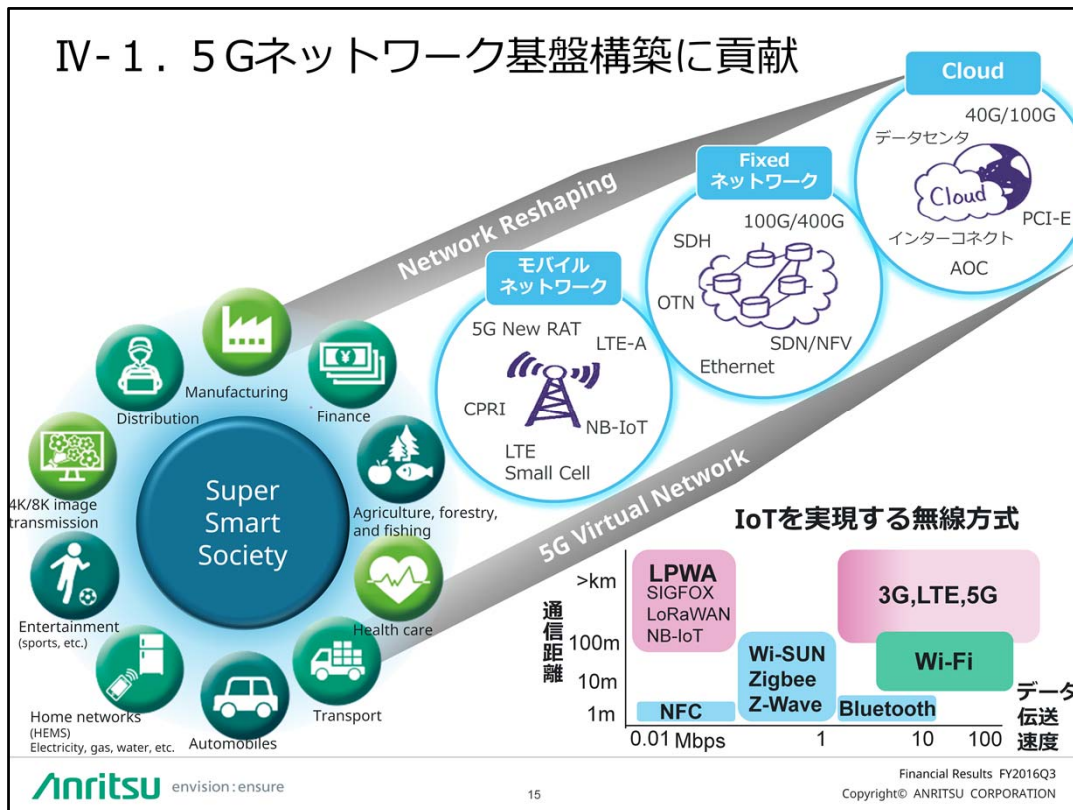 Ⅳ-１．５Gネットワーク基盤構築に貢献
Network Reshaping
5G Virtual Network
Cloud
40G/100G
データセンタ
Cloud
PCI-E
インターコネクト
AOC
Fixed
ネットワーク
100G/400G
SDH
OTN
SDN/NFV
Ethernet
モバイル
ネットワーク
5G New RAT
LTE-A
CPRI
NB-IoT
LTE
Small Cell
Super
Smart
Society
Manufacturing
Finance
Agriculture, forestry,
and fishing
Health care
Transport
Automobiles
Home networks
(HEMS)
Electricity, gas, water, etc.
Entertainment
(sports, etc.)
4K/8K image
transmission
Distribution
IoTを実現する無線方式
通信距離
>km
100m
10m
1m
LPWA
SIGFOX
LoRaWAN
NB-IoT
3G,LTE,5G
Wi-SUN
Zigbee
Z-Wave
Wi-Fi
NFC
Bluetooth
0.01 Mbps
1
10
100
データ
伝送
速度
Anritsu envision : ensure
15
Financial Results FY2016Q3
Copyright© ANRITSU CORPORATION